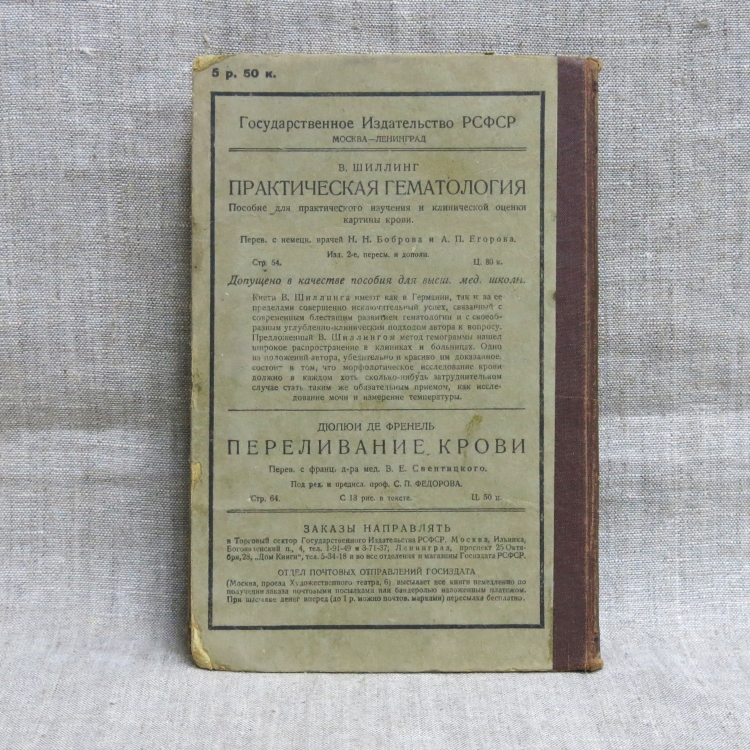 5 р. 50 к.
Государственное Издательство РСФСР
МОСКВА—ЛЕНИНГРАД
В. ШИЛЛИНГ
ПРАКТИЧЕСКАЯ ГЕМАТОЛОГИЯ
Пособие для практического изучения и клинической оценки
картины крови.
Перев. с немецк. врачей Н. Н. Боброва и А. П. Егорова.
Изд. 2-е, пересм. и дополн.
Стр. 54. Ц. 80 к.
Допущено в качестве пособия для высш. мед. школы.
Книга В. Шиллинга имеет как в Германии, так и за ее
пределами совершенно исключительный успех, связанный с
современным блестящим развитием гематологии и с своеоб-
разным углубленно-клинический подходом автора к вопросу.
Предложенный В. Шиллингом метод гемограммы нашел
широкое распространение в клиниках и больницах. Одно
из положений автора, убедительно и красиво им доказанное,
состоит в том, что морфологическое исследование крови
должно в каждом хоть сколько-нибудь затруднительном
случае стать таким же обязательным приемом, как иссле-
дование мочи и измерение температуры.
ДЮПЮИ ДЕ ФРЕНЕЛЬ
ПЕРЕЛИВАНИЕ КРОВИ
Перев. с франц. д-ра мед. В. Е. Свентицкого.
Под ред. и предисл. проф. С. П. ФЕДОРОВА.
Стр. 64. С 13 рис. в тексте. Ц. 50 к.
ЗАКАЗЫ НАПРАВЛЯТЬ
в Торговый сектор Государственного Издательства РСФСР, Москва, Ильинка,
Богоявленский п., 4, тел. 1-91-49 и 3-71-37; Ленинград, проспект 25 Октя-
бря, 28, „Дом Книги", тел. 5-34-18 и во все отделения и магазины Госиздата РСФСР.
ОТДЕЛ ПОЧТОВЫХ ОТПРАВЛЕНИЙ ГОСИЗДАТА
(Москва, проезд Художественного театра, 6), высылает все книги немедленно по
получении заказа почтовыми посылками или бандеролью наложенным платежом.
При высылке денег вперед (до 1 р. можно почтов. марками) пересылка бесплатно.